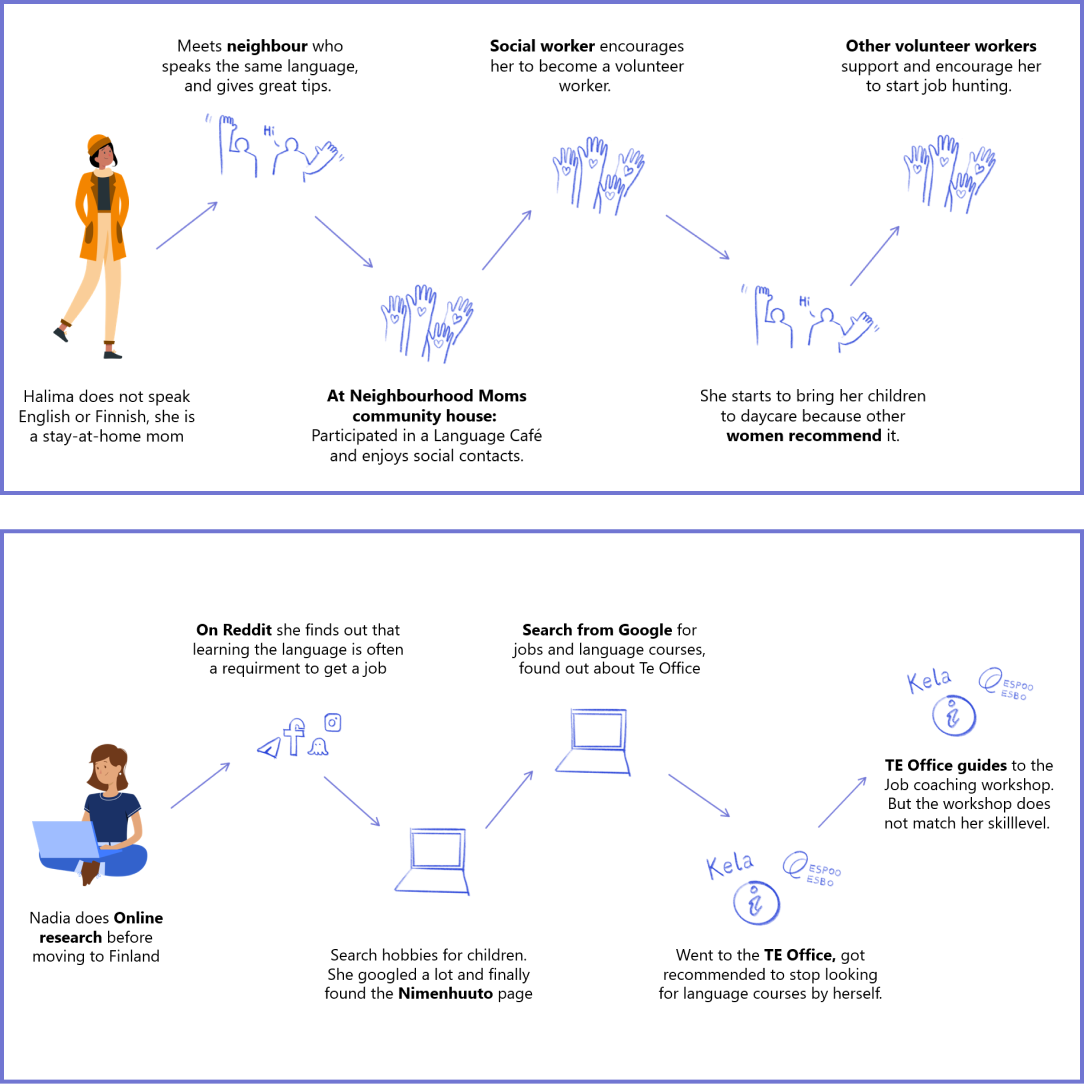 Meets neighbour who
speaks the same language,
and gives great tips.
Social worker encourages
her to become a volunteer
worker.
Other volunteer workers
support and encourage her
to start job hunting.
Hi
Hi
Halima does not speak
English or Finnish, she is
a stay-at-home mom
At Neighbourhood Moms
community house:
Participated in a Language Café
and enjoys social contacts.
She starts to bring her children
to daycare because other
women recommend it.
On Reddit she finds out that
learning the language is often
a requirment to get a job
Search from Google for
jobs and language courses,
found out about Te Office
Kela
ESPOO
ESBO
i
TE Office guides to the
Job coaching workshop.
But the workshop does
not match her skilllevel.
Kela
ESPOO
ESBO
i
Nadia does Online
research before
moving to Finland
Search hobbies for children.
She googled a lot and finally
found the Nimenhuuto page
Went to the TE Office, got
recommended to stop looking
for language courses by herself.